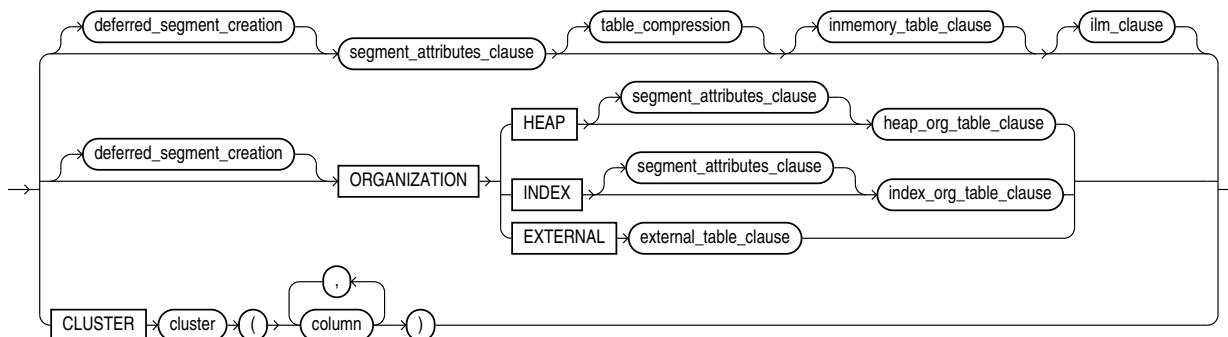 deferred_segment_creation table_compression inmemory_table_clause ilm_clause
segment_attributes_clause
segment_attributes_clause
HEAP heap_org_table_clause
deferred_segment_creation
segment_attributes_clause
ORGANIZATION
INDEX index_org_table_clause
EXTERNAL external_table_clause
,
CLUSTER cluster ( column )